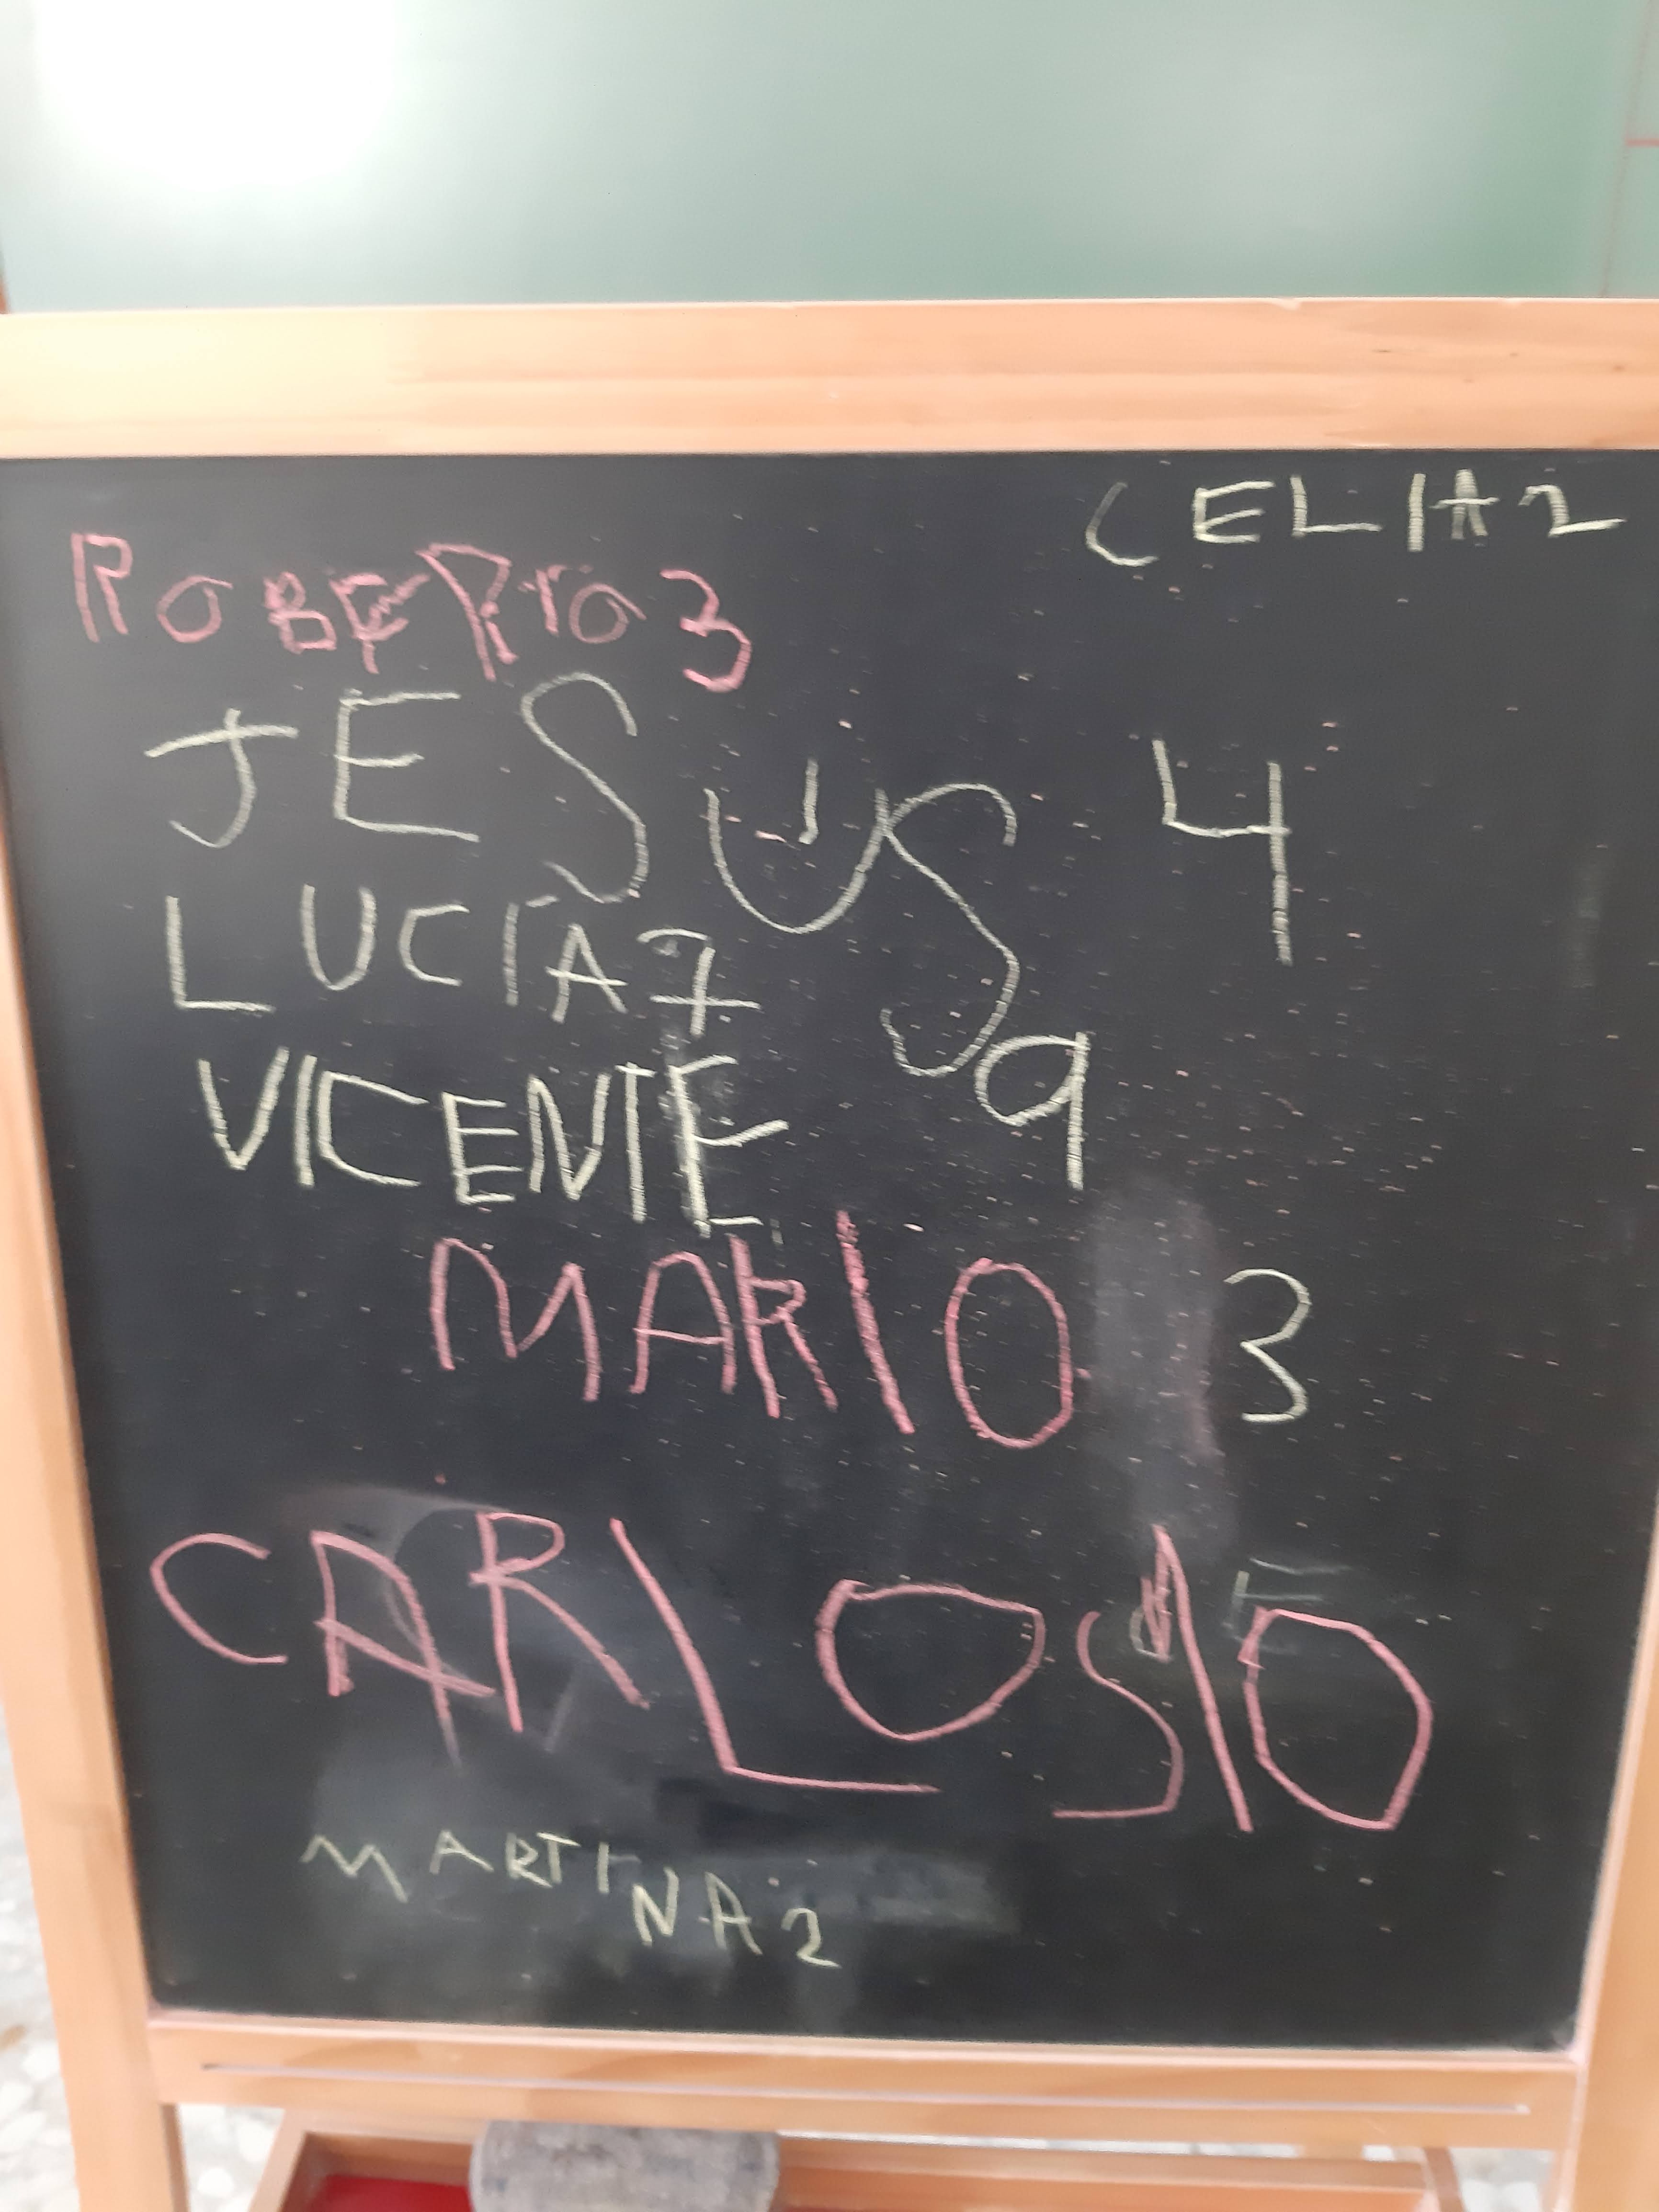 CELIA 2
ROBERTO 3
JESUS 4
LUCIA 7
VICENTE 9
MARIO 3
CARLOS 10
MARTINA 2